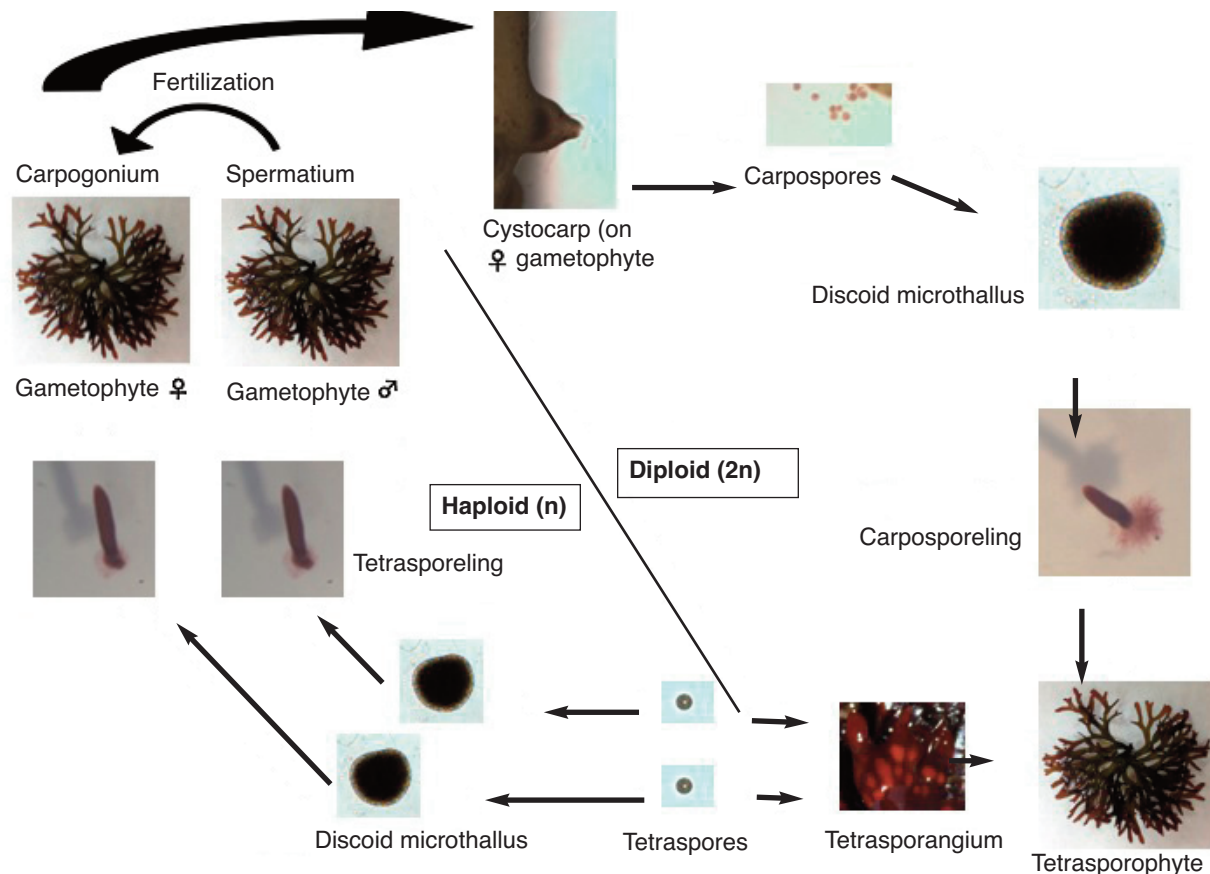 Fertilization
Carpogonium
Spermatium
Gametophyte ♀
Gametophyte ♂
Cystocarp (on
♀ gametophyte
Carpospores
Discoid microthallus
Diploid (2n)
Haploid (n)
Carposporeling
Tetrasporeling
Discoid microthallus
Tetraspores
Tetrasporangium
Tetrasporophyte